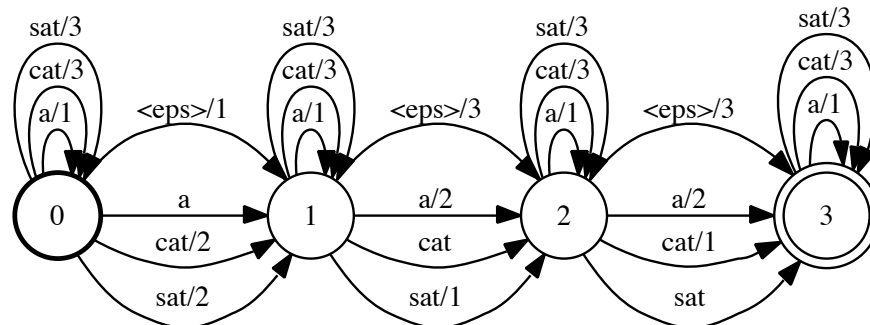 sat/3 sat/3 sat/3 sat/3
cat/3 cat/3 cat/3 cat/3
a/1 <eps>/1 a/1 <eps>/3 a/1 <eps>/3 a/1
0 a 1 a/2 2 a/2 3
cat/2 cat cat/1
sat/2 sat/1 sat